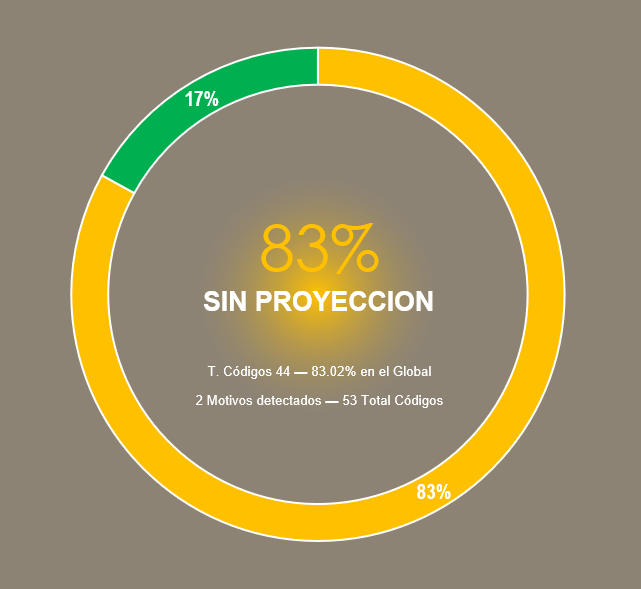 17%
83%
SIN PROYECCION
T. Códigos 44 — 83.02% en el Global
2 Motivos detectados — 53 Total Códigos
83%